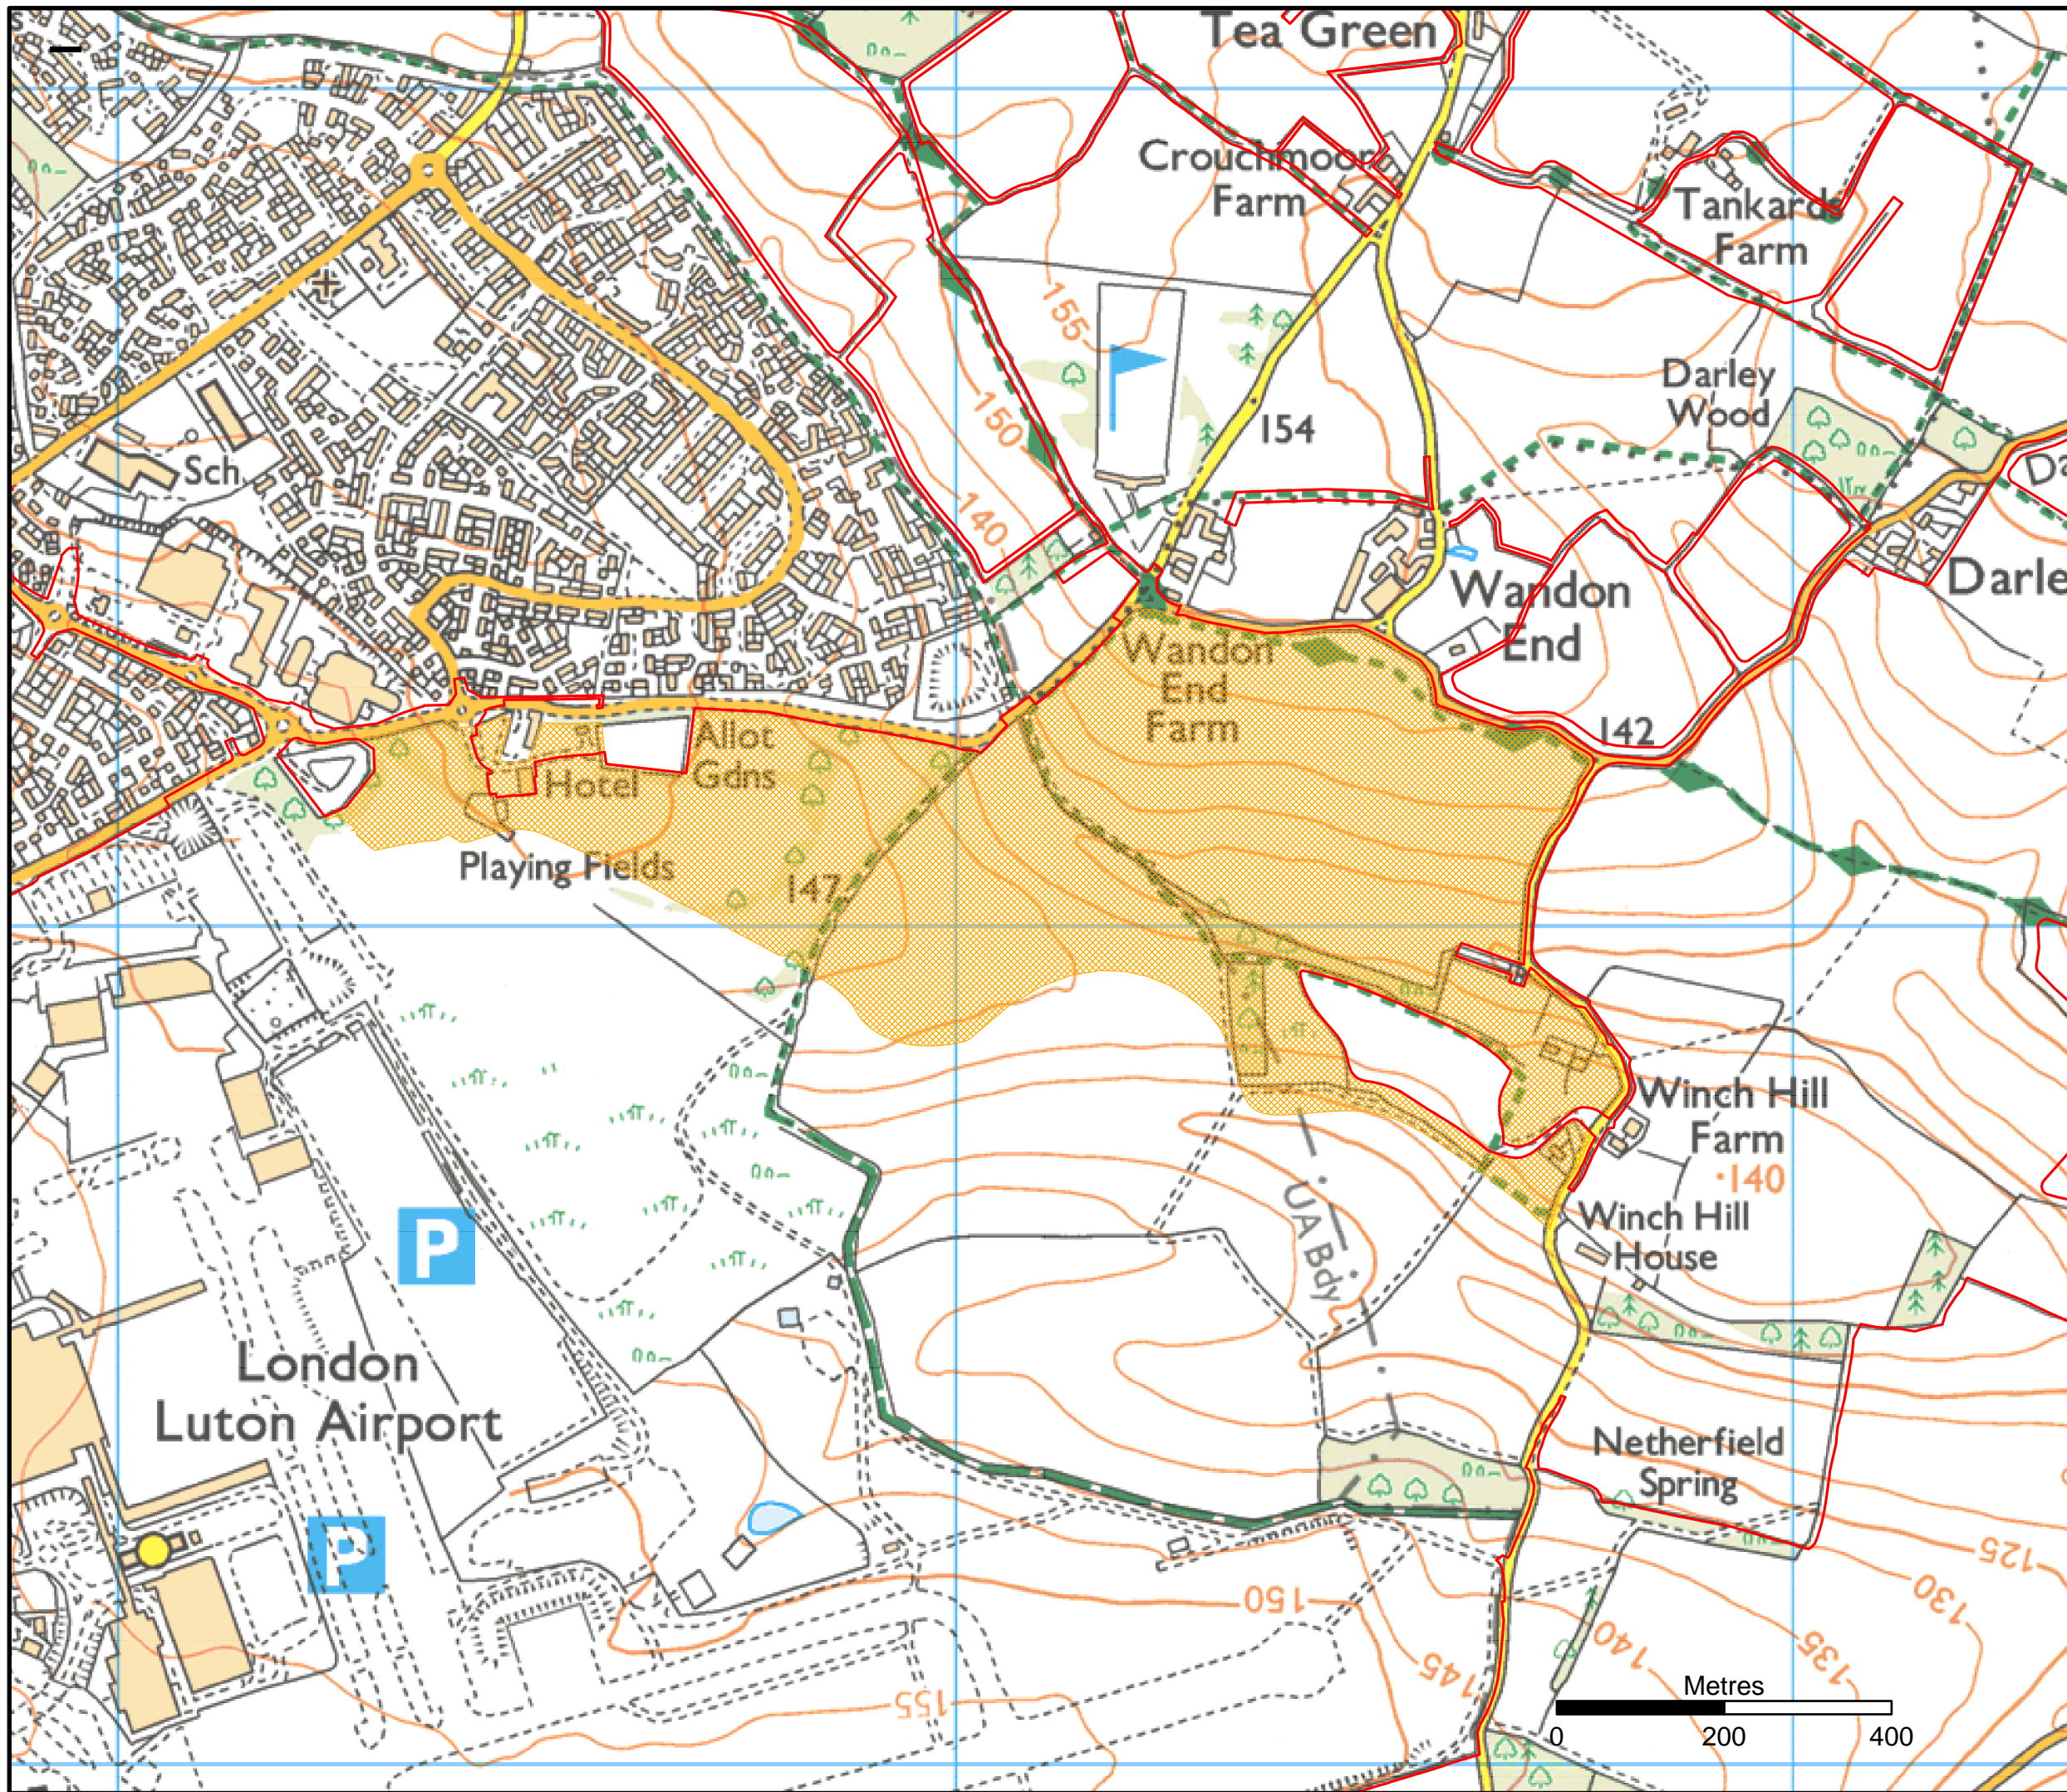 Tea Green
Crouchmoor
Farm
Tankards
Farm
155
Darley
Wood
150
154
Sch
140
Wandon
End
Darle
Wandon
End
Farm
142
Allot
Gdns
Hotel
Playing Fields
147
Winch Hill
Farm
140
UA Bdy
Winch Hill
House
P
London
Luton Airport
Netherfield
Spring
P
125
150
130
140
135
145
155
Metres
0 200 400